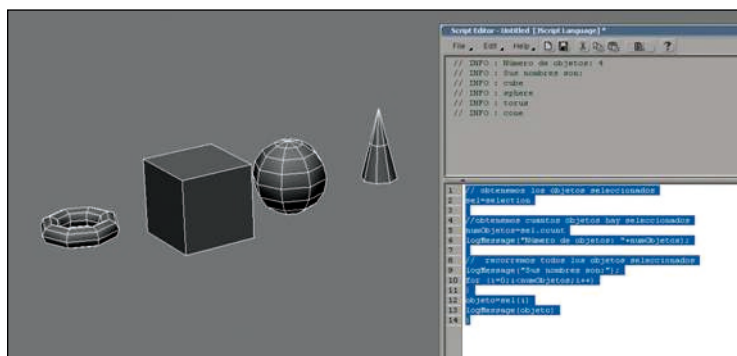 Script Editor - Untitled [JScript Language] *
File Edit Help ?
// INFO : Número de objetos: 4
// INFO : Sus nombres son:
// INFO : cube
// INFO : sphere
// INFO : torus
// INFO : cone
1 // obtenemos los objetos seleccionados
2 sel=selection
3
4 //obtenemos cuantos objetos hay seleccionados
5 numObjetos=sel.count
6 logMessage("Número de objetos: "+numObjetos);
7
8 // recorremos todos los objetos seleccionados
9 logMessage("Sus nombres son:");
10 for (i=0;i<numObjetos;i++)
11 {
12 objeto=sel(i)
13 logMessage(objeto)
14 }